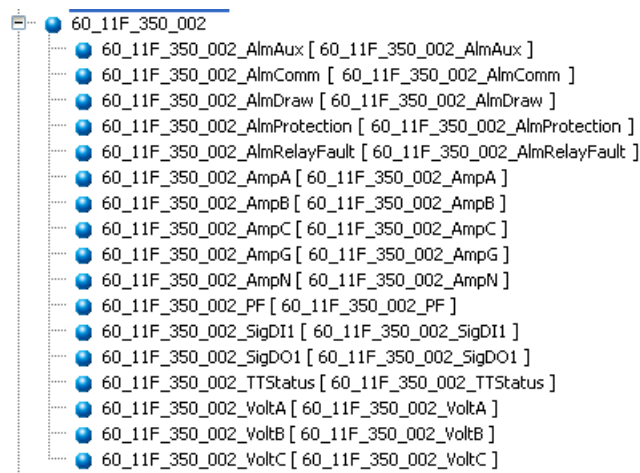 60_11F_350_002
60_11F_350_002_AlmAux [ 60_11F_350_002_AlmAux ]
60_11F_350_002_AlmComm [ 60_11F_350_002_AlmComm ]
60_11F_350_002_AlmDraw [ 60_11F_350_002_AlmDraw ]
60_11F_350_002_AlmProtection [ 60_11F_350_002_AlmProtection ]
60_11F_350_002_AlmRelayFault [ 60_11F_350_002_AlmRelayFault ]
60_11F_350_002_AmpA [ 60_11F_350_002_AmpA ]
60_11F_350_002_AmpB [ 60_11F_350_002_AmpB ]
60_11F_350_002_AmpC [ 60_11F_350_002_AmpC ]
60_11F_350_002_AmpG [ 60_11F_350_002_AmpG ]
60_11F_350_002_AmpN [ 60_11F_350_002_AmpN ]
60_11F_350_002_PF [ 60_11F_350_002_PF ]
60_11F_350_002_SigDI1 [ 60_11F_350_002_SigDI1 ]
60_11F_350_002_SigDO1 [ 60_11F_350_002_SigDO1 ]
60_11F_350_002_TTStatus [ 60_11F_350_002_TTStatus ]
60_11F_350_002_VoltA [ 60_11F_350_002_VoltA ]
60_11F_350_002_VoltB [ 60_11F_350_002_VoltB ]
60_11F_350_002_VoltC [ 60_11F_350_002_VoltC ]